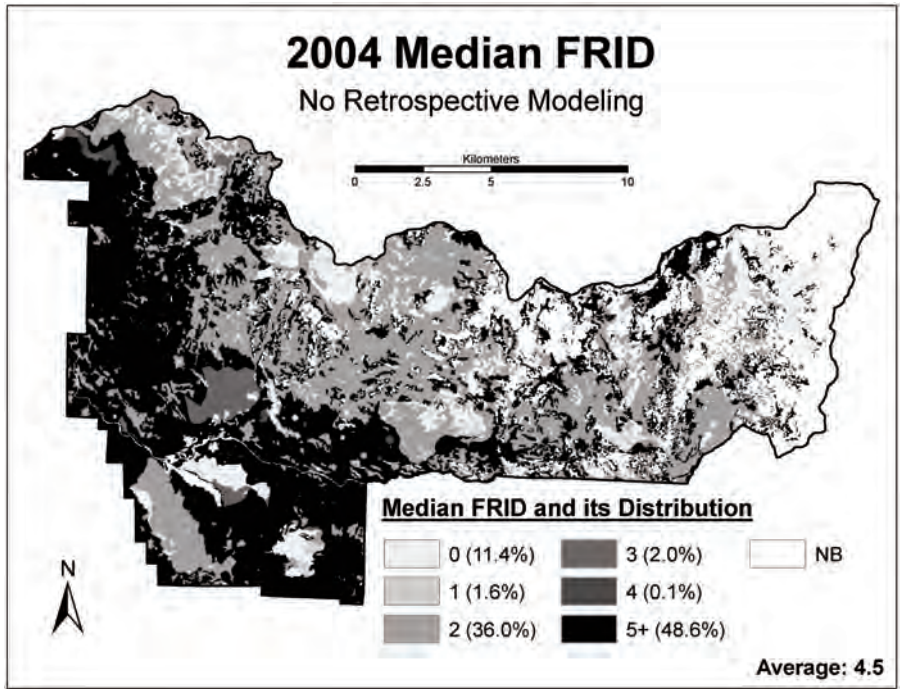 2004 Median FRID
No Retrospective Modeling
Kilometers
0 2.5 5 10
Median FRID and its Distribution
0 (11.4%) 3 (2.0%) NB
1 (1.6%) 4 (0.1%)
2 (36.0%) 5+ (48.6%)
N
Average: 4.5